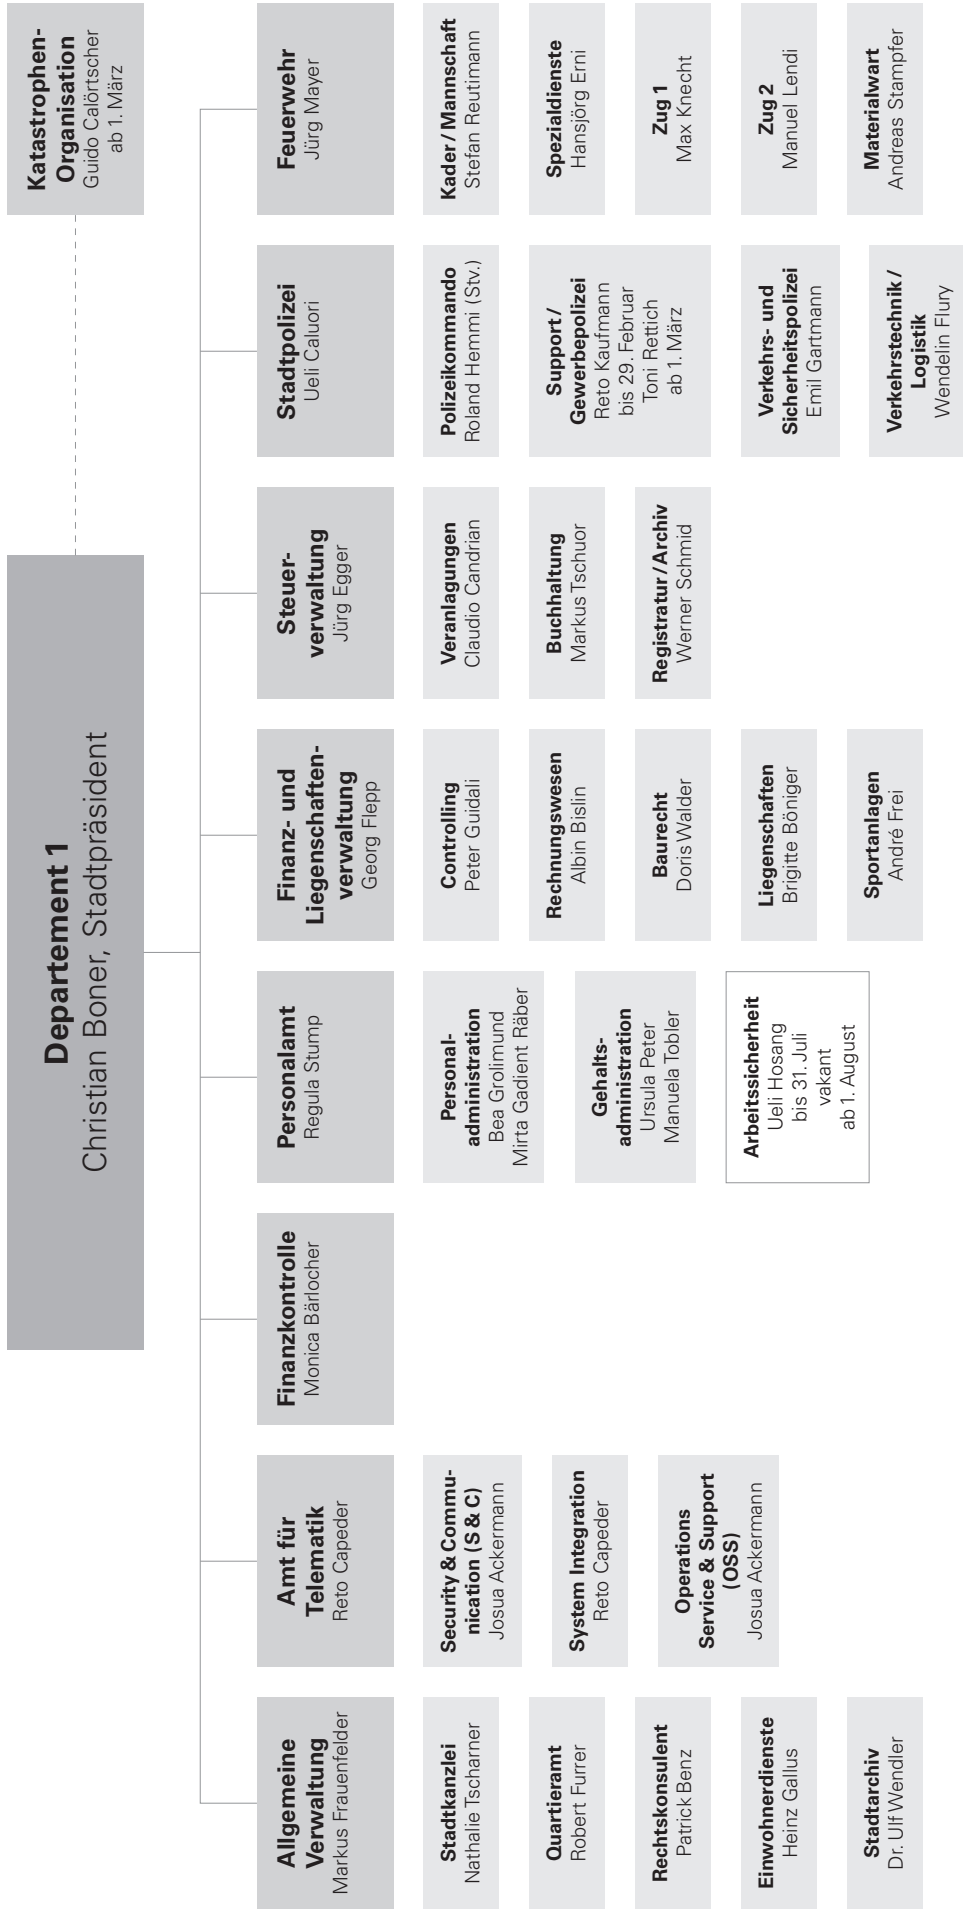 Departement 1
Christian Boner, Stadtpräsident
Katastrophen-
Organisation
Guido Calörtscher
ab 1. März
Allgemeine
Verwaltung
Markus Frauenfelder
Stadtkanzlei
Nathalie Tscharner
Quartieramt
Robert Furrer
Rechtskonsulent
Patrick Benz
Einwohnerdienste
Heinz Gallus
Stadtarchiv
Dr. Ulf Wendler
Amt für
Telematik
Reto Capeder
Security & Commu-
nication (S & C)
Josua Ackermann
System Integration
Reto Capeder
Operations
Service & Support
(OSS)
Josua Ackermann
Finanzkontrolle
Monica Bärlocher
Personalamt
Regula Stump
Personal-
administration
Bea Grolimund
Mirta Gadient Räber
Gehalts-
administration
Ursula Peter
Manuela Tobler
Arbeitssicherheit
Ueli Hosang
bis 31. Juli
vakant
ab 1. August
Finanz- und
Liegenschaften-
verwaltung
Georg Flepp
Controlling
Peter Guidali
Rechnungswesen
Albin Bislin
Baurecht
Doris Walder
Liegenschaften
Brigitte Böniger
Sportanlagen
André Frei
Steuer-
verwaltung
Jürg Egger
Veranlagungen
Claudio Candrian
Buchhaltung
Markus Tschuor
Registratur / Archiv
Werner Schmid
Stadtpolizei
Ueli Caluori
Polizeikommando
Roland Hemmi (Stv.)
Support /
Gewerbepolizei
Reto Kaufmann
bis 29. Februar
Toni Rettich
ab 1. März
Verkehrs- und
Sicherheitspolizei
Emil Gartmann
Verkehrstechnik /
Logistik
Wendelin Flury
Feuerwehr
Jürg Mayer
Kader / Mannschaft
Stefan Reutimann
Spezialdienste
Hansjörg Erni
Zug 1
Max Knecht
Zug 2
Manuel Lendi
Materialwart
Andreas Stampfer